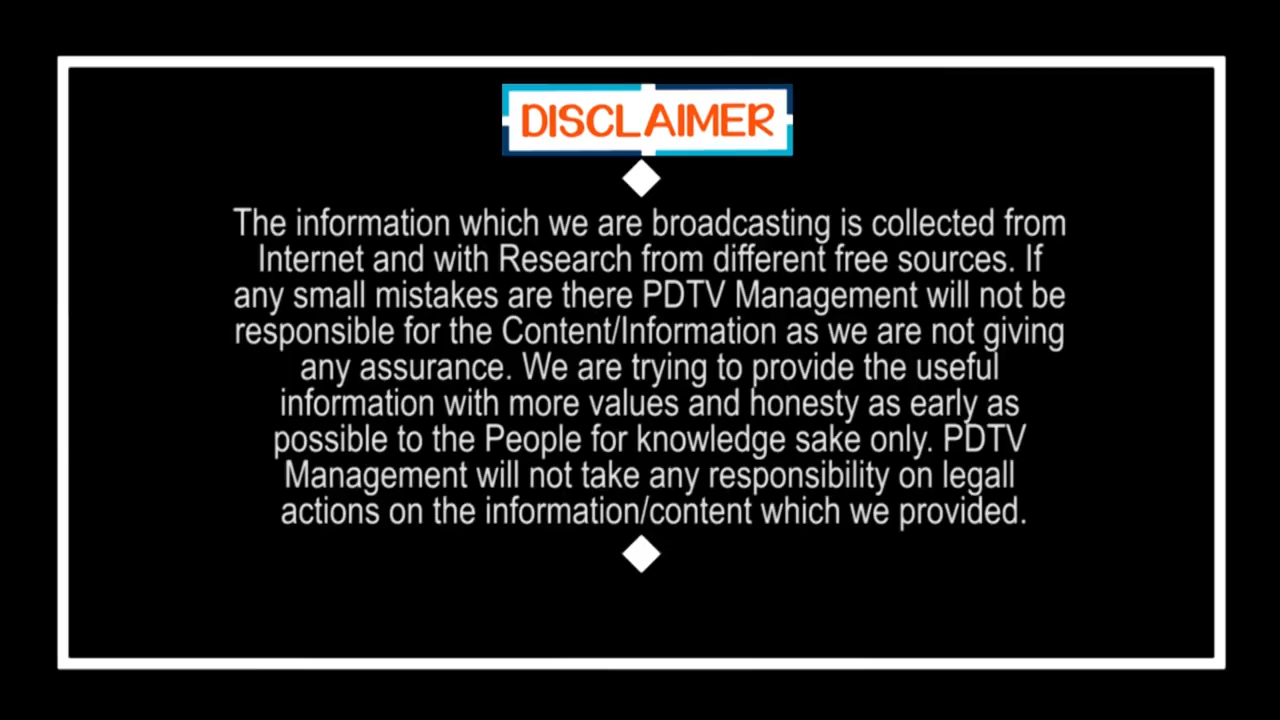 DISCLAIMER
The information which we are broadcasting is collected from
Internet and with Research from different free sources. If
any small mistakes are there PDTV Management will not be
responsible for the Content/Information as we are not giving
any assurance. We are trying to provide the useful
information with more values and honesty as early as
possible to the People for knowledge sake only. PDTV
Management will not take any responsibility on legall
actions on the information/content which we provided.